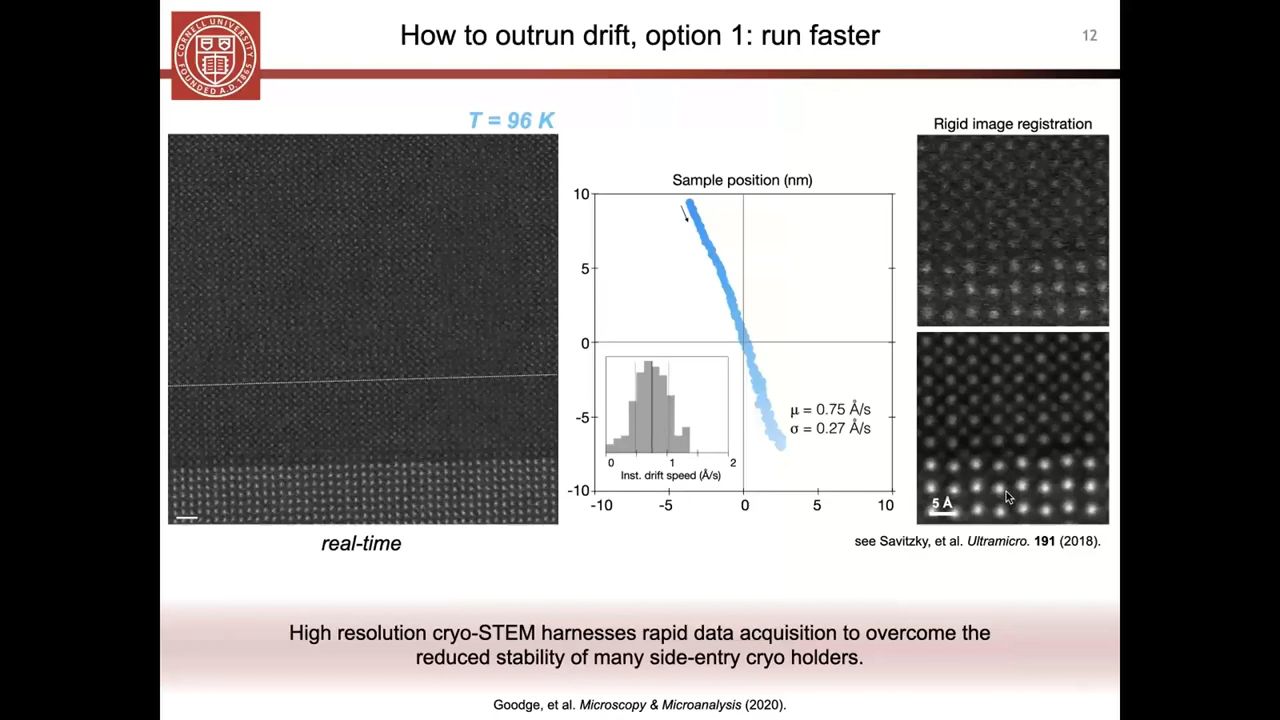 How to outrun drift, option 1: run faster
12
CORNELL UNIVERSITY
FOUNDED A.D. 1865
T = 96 K
real-time
Sample position (nm)
10
5
0
-5
-10
-10
-5
0
5
10
μ = 0.75 Å/s
σ = 0.27 Å/s
0
1
2
Inst. drift speed (Å/s)
Rigid image registration
5 Å
see Savitzky, et al. Ultramicro. 191 (2018).
High resolution cryo-STEM harnesses rapid data acquisition to overcome the
reduced stability of many side-entry cryo holders.
Goodge, et al. Microscopy & Microanalysis (2020).